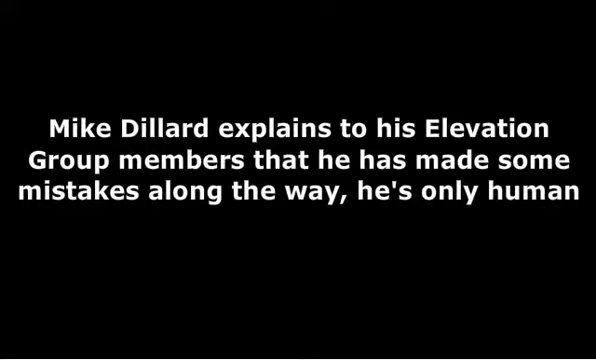 Mike Dillard explains to his Elevation
Group members that he has made some
mistakes along the way, he's only human